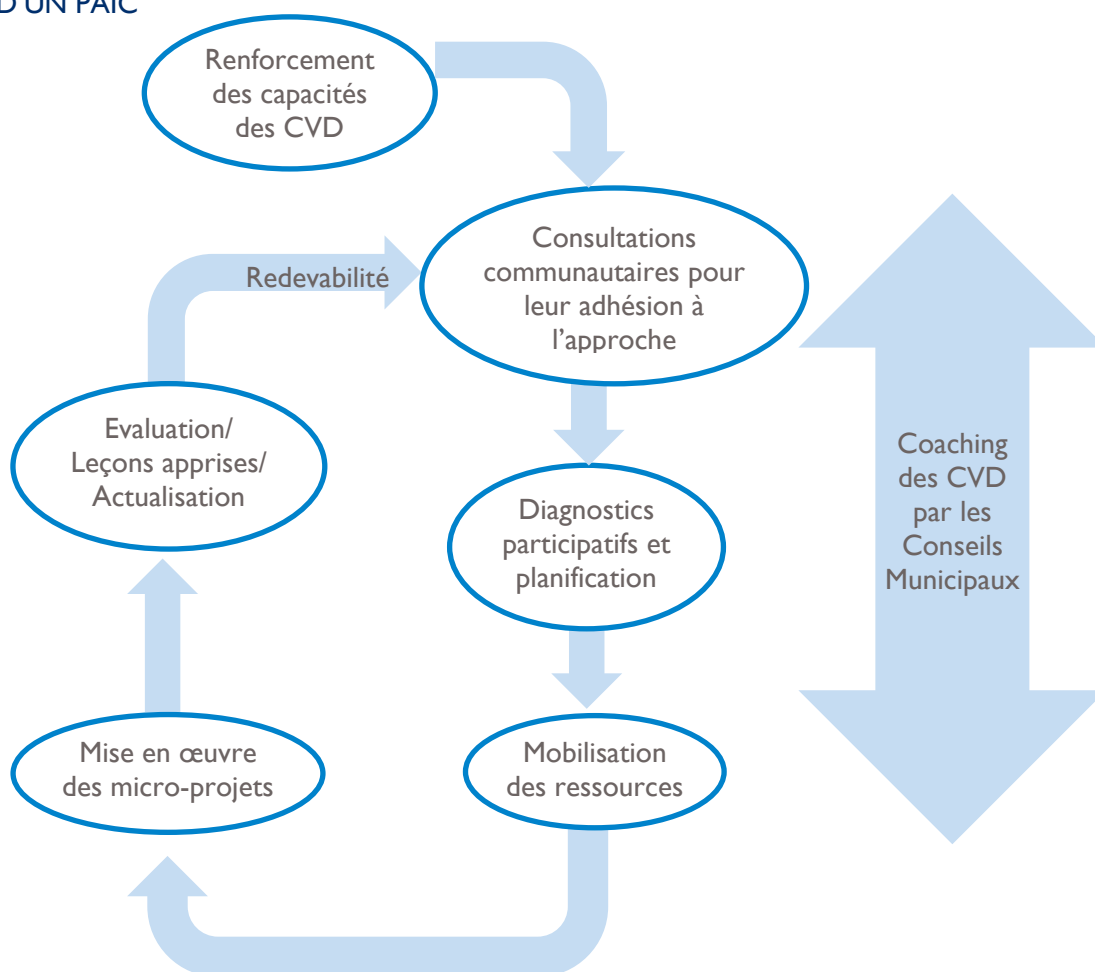 D'UN PAIC
Renforcement
des capacités
des CVD
Consultations
communautaires pour
leur adhésion à
l'approche
Redevabilité
Evaluation/
Leçons apprises/
Actualisation
Diagnostics
participatifs et
planification
Coaching
des CVD
par les
Conseils
Municipaux
Mise en œuvre
des micro-projets
Mobilisation
des ressources